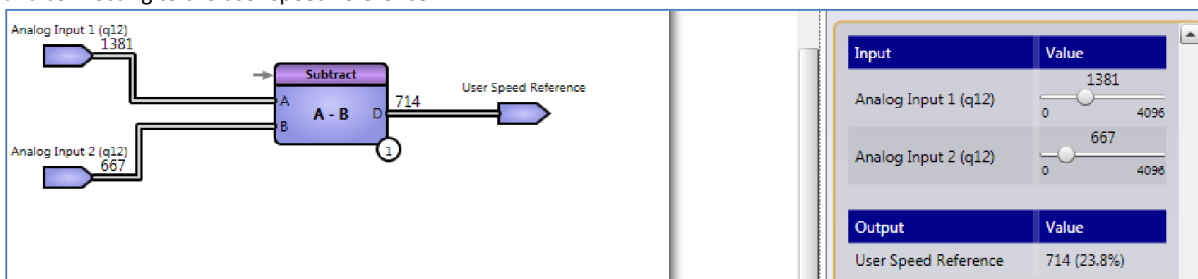 Analog Input 1 (q12)
1381
Subtract
A
A - B
D
B
714
User Speed Reference
1
Analog Input 2 (q12)
667
Input Value
Analog Input 1 (q12) 1381
0 4096
Analog Input 2 (q12) 667
0 4096
Output Value
User Speed Reference 714 (23.8%)